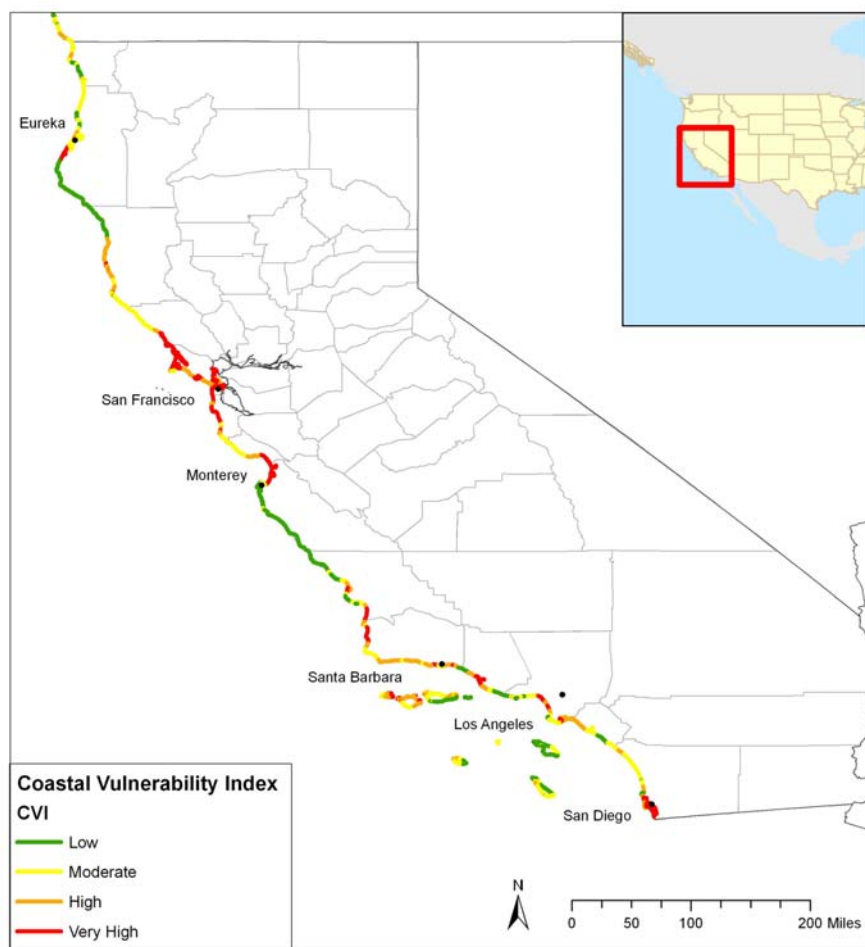 Eureka
San Francisco
Monterey
Santa Barbara
Los Angeles
San Diego
Coastal Vulnerability Index
CVI
Low
Moderate
High
Very High
N
0 50 100 200 Miles